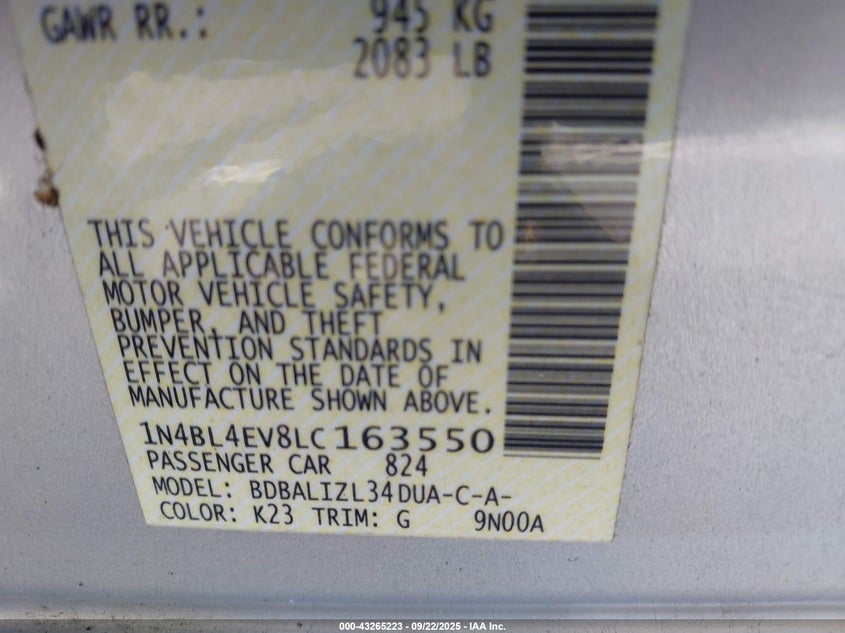 GAWR RR.: 945 KG
2083 LB
THIS VEHICLE CONFORMS TO
ALL APPLICABLE FEDERAL
MOTOR VEHICLE SAFETY,
BUMPER, AND THEFT
PREVENTION STANDARDS IN
EFFECT ON THE DATE OF
MANUFACTURE SHOWN ABOVE.
1N4BL4EV8LC163550
PASSENGER CAR 824
MODEL: BDBALIZL34DUA-C-A-
COLOR: K23 TRIM: G 9N00A
000-43265223 - 09/22/2025 - IAA Inc.